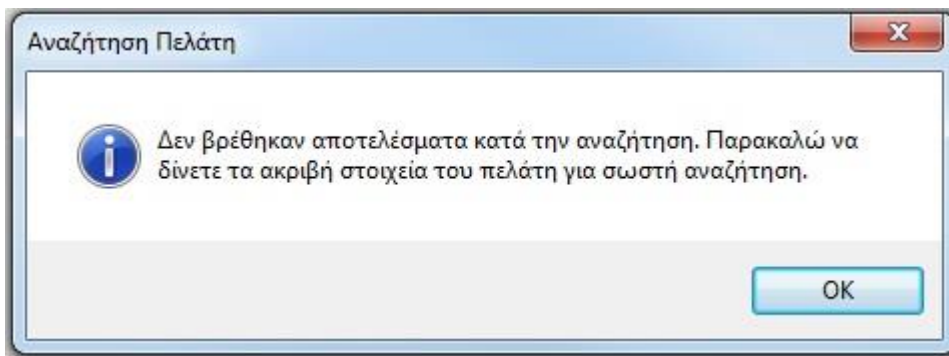 Αναζήτηση Πελάτη
Δεν βρέθηκαν αποτελέσματα κατά την αναζήτηση. Παρακαλώ να
δίνετε τα ακριβή στοιχεία του πελάτη για σωστή αναζήτηση.
OK